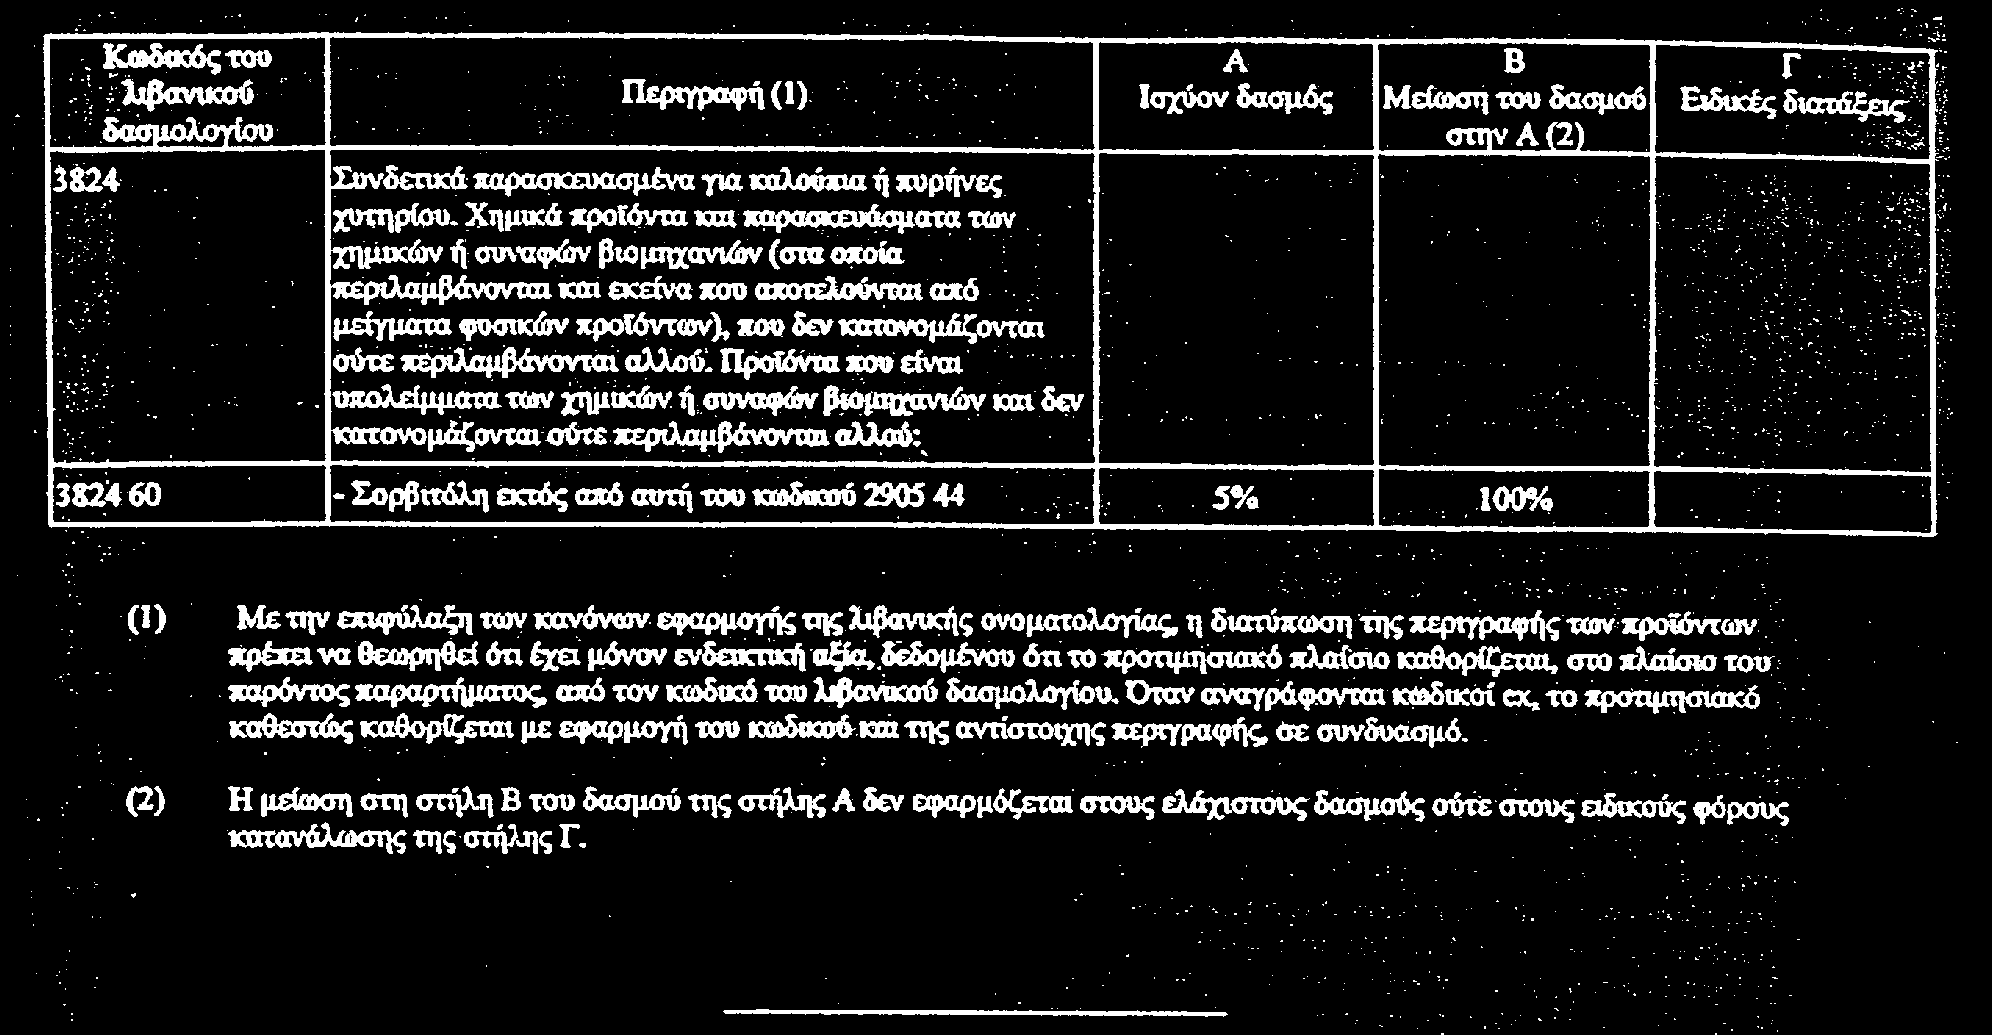 Κωδικός του
λιβανικού
δασμολογίου
Περιγραφή (1)
Α
Ισχύον δασμός
Β
Μείωση του δασμού
στην Α (2)
Γ
Ειδικές διατάξεις
3824
Συνδετικά παρασκευασμένα για καλούπια ή πυρήνες
χυτηρίου. Χημικά προϊόντα και παρασκευάσματα των
χημικών ή συναφών βιομηχανιών (στα οποία
περιλαμβάνονται και εκείνα που αποτελούνται από
μείγματα φυσικών προϊόντων), που δεν κατονομάζονται
ούτε περιλαμβάνονται αλλού. Προϊόντα που είναι
υπολείμματα των χημικών ή συναφών βιομηχανιών και δεν
κατονομάζονται ούτε περιλαμβάνονται αλλού:
3824 60
- Σορβιτόλη εκτός από αυτή του κωδικού 2905 44
5%
100%
(1) Με την επιφύλαξη των κανόνων εφαρμογής της λιβανικής ονοματολογίας, η διατύπωση της περιγραφής των προϊόντων
πρέπει να θεωρηθεί ότι έχει μόνον ενδεικτική αξία, δεδομένου ότι το προτιμησιακό πλαίσιο καθορίζεται, στο πλαίσιο του
παρόντος παραρτήματος, από τον κωδικό του λιβανικού δασμολογίου. Όταν αναγράφονται κωδικοί ex, το προτιμησιακό
καθεστώς καθορίζεται με εφαρμογή του κωδικού και της αντίστοιχης περιγραφής, σε συνδυασμό.
(2) Η μείωση στη στήλη Β του δασμού της στήλης Α δεν εφαρμόζεται στους ελάχιστους δασμούς ούτε στους ειδικούς φόρους
κατανάλωσης της στήλης Γ.